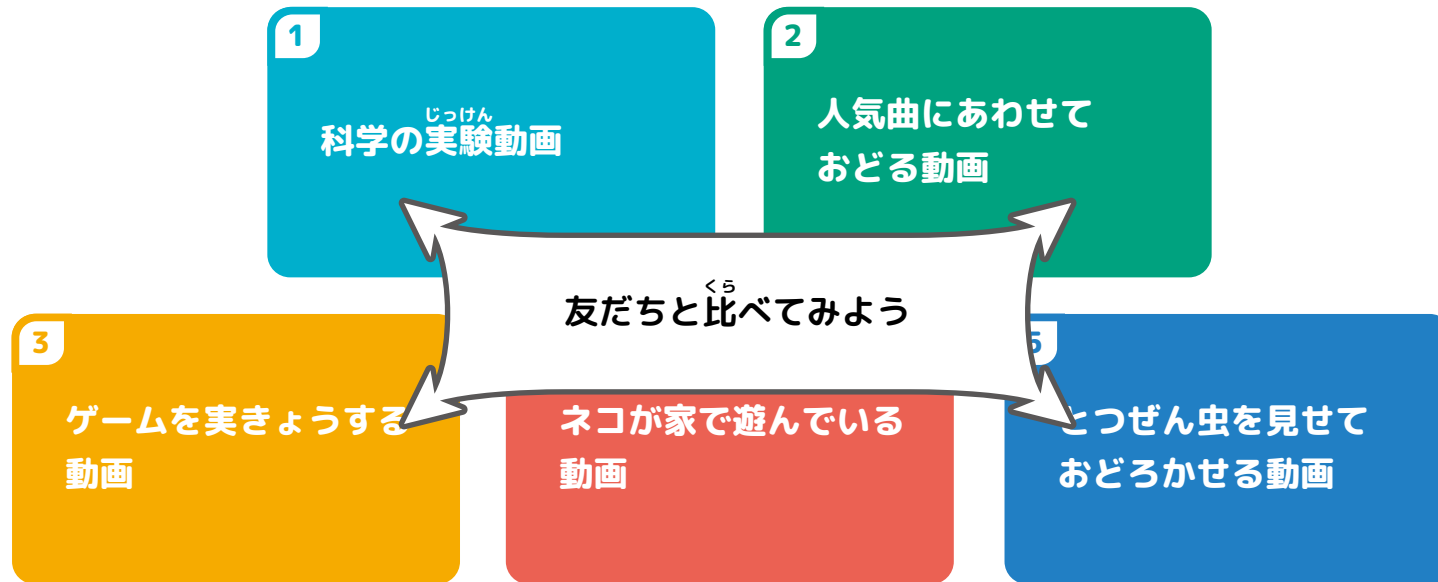 1
じっけん
科学の実験動画
2
人気曲にあわせて
おどる動画
くら
友だちと比べてみよう
3
ゲームを実きょうする
動画
ネコが家で遊んでいる
動画
5
とつぜん虫を見せて
おどろかせる動画